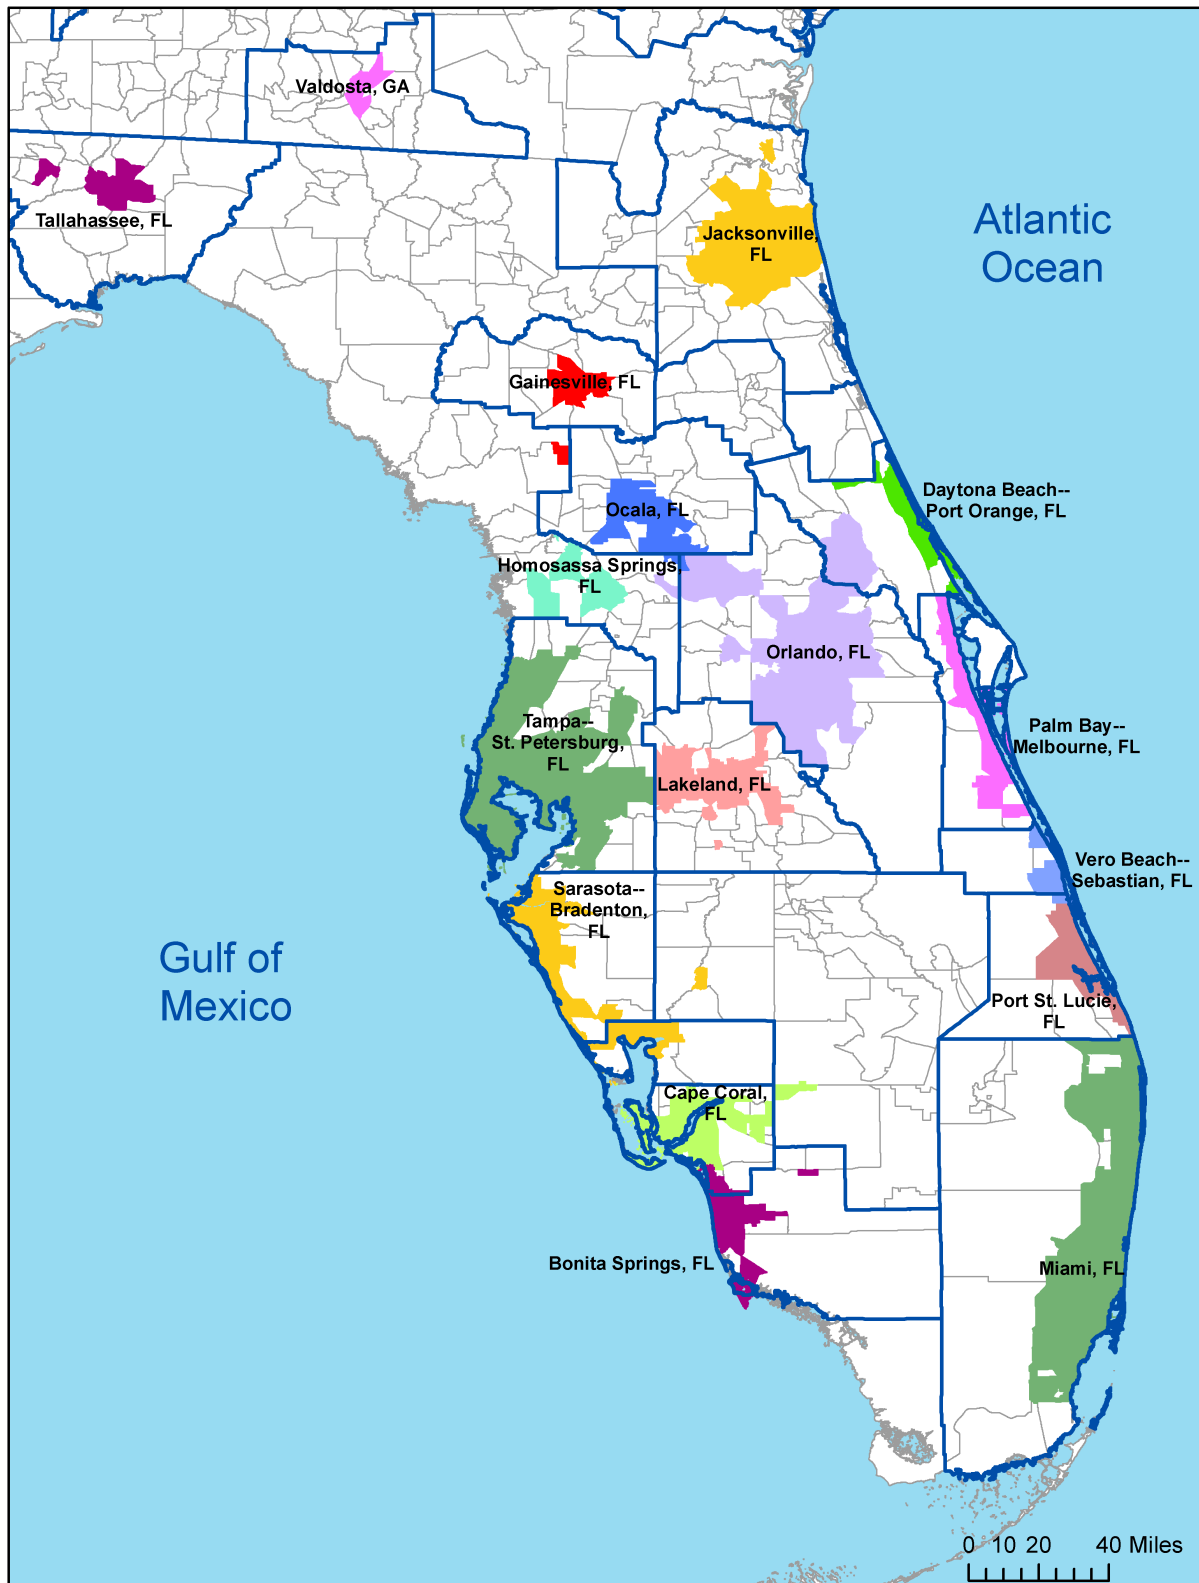 Valdosta, GA
Tallahassee, FL
Jacksonville,
FL
Atlantic
Ocean
Gainesville, FL
Daytona Beach--
Port Orange, FL
Ocala, FL
Homosassa Springs,
FL
Orlando, FL
Tampa--
St. Petersburg,
FL
Palm Bay--
Melbourne, FL
Lakeland, FL
Vero Beach--
Sebastian, FL
Sarasota--
Bradenton,
FL
Gulf of
Mexico
Port St. Lucie,
FL
Cape Coral,
FL
Bonita Springs, FL
Miami, FL
0 10 20 40 Miles